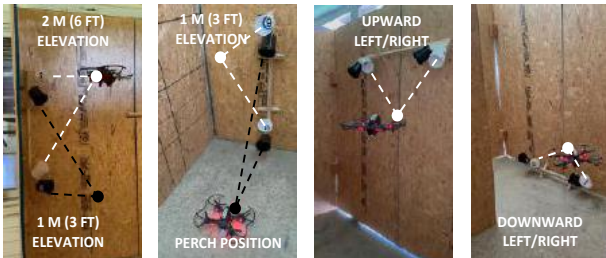 2 M (6 FT)
ELEVATION
1 M (3 FT)
ELEVATION
1 M (3 FT)
ELEVATION
PERCH POSITION
UPWARD
LEFT/RIGHT
DOWNWARD
LEFT/RIGHT